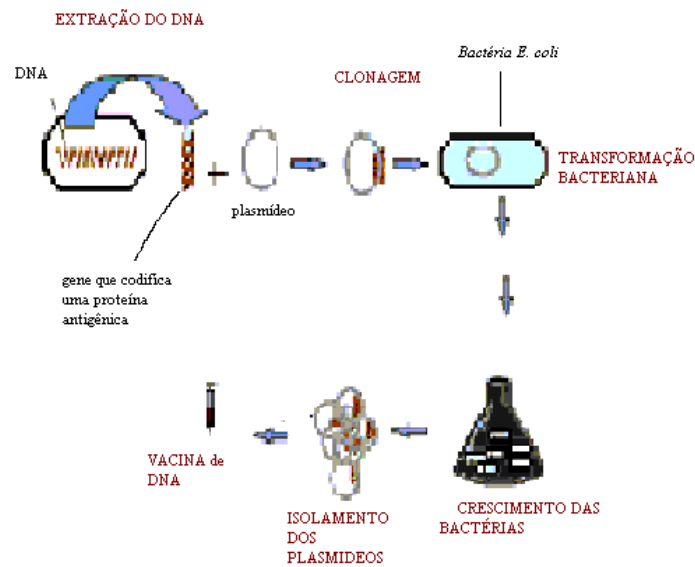 EXTRAÇÃO DO DNA
DNA
CLONAGEM
Bactéria E. coli
TRANSFORMAÇÃO
BACTERIANA
plasmídeo
gene que codifica
uma proteína
antigênica
VACINA de
DNA
ISOLAMENTO
DOS
PLASMIDEOS
CRESCIMENTO DAS
BACTÉRIAS